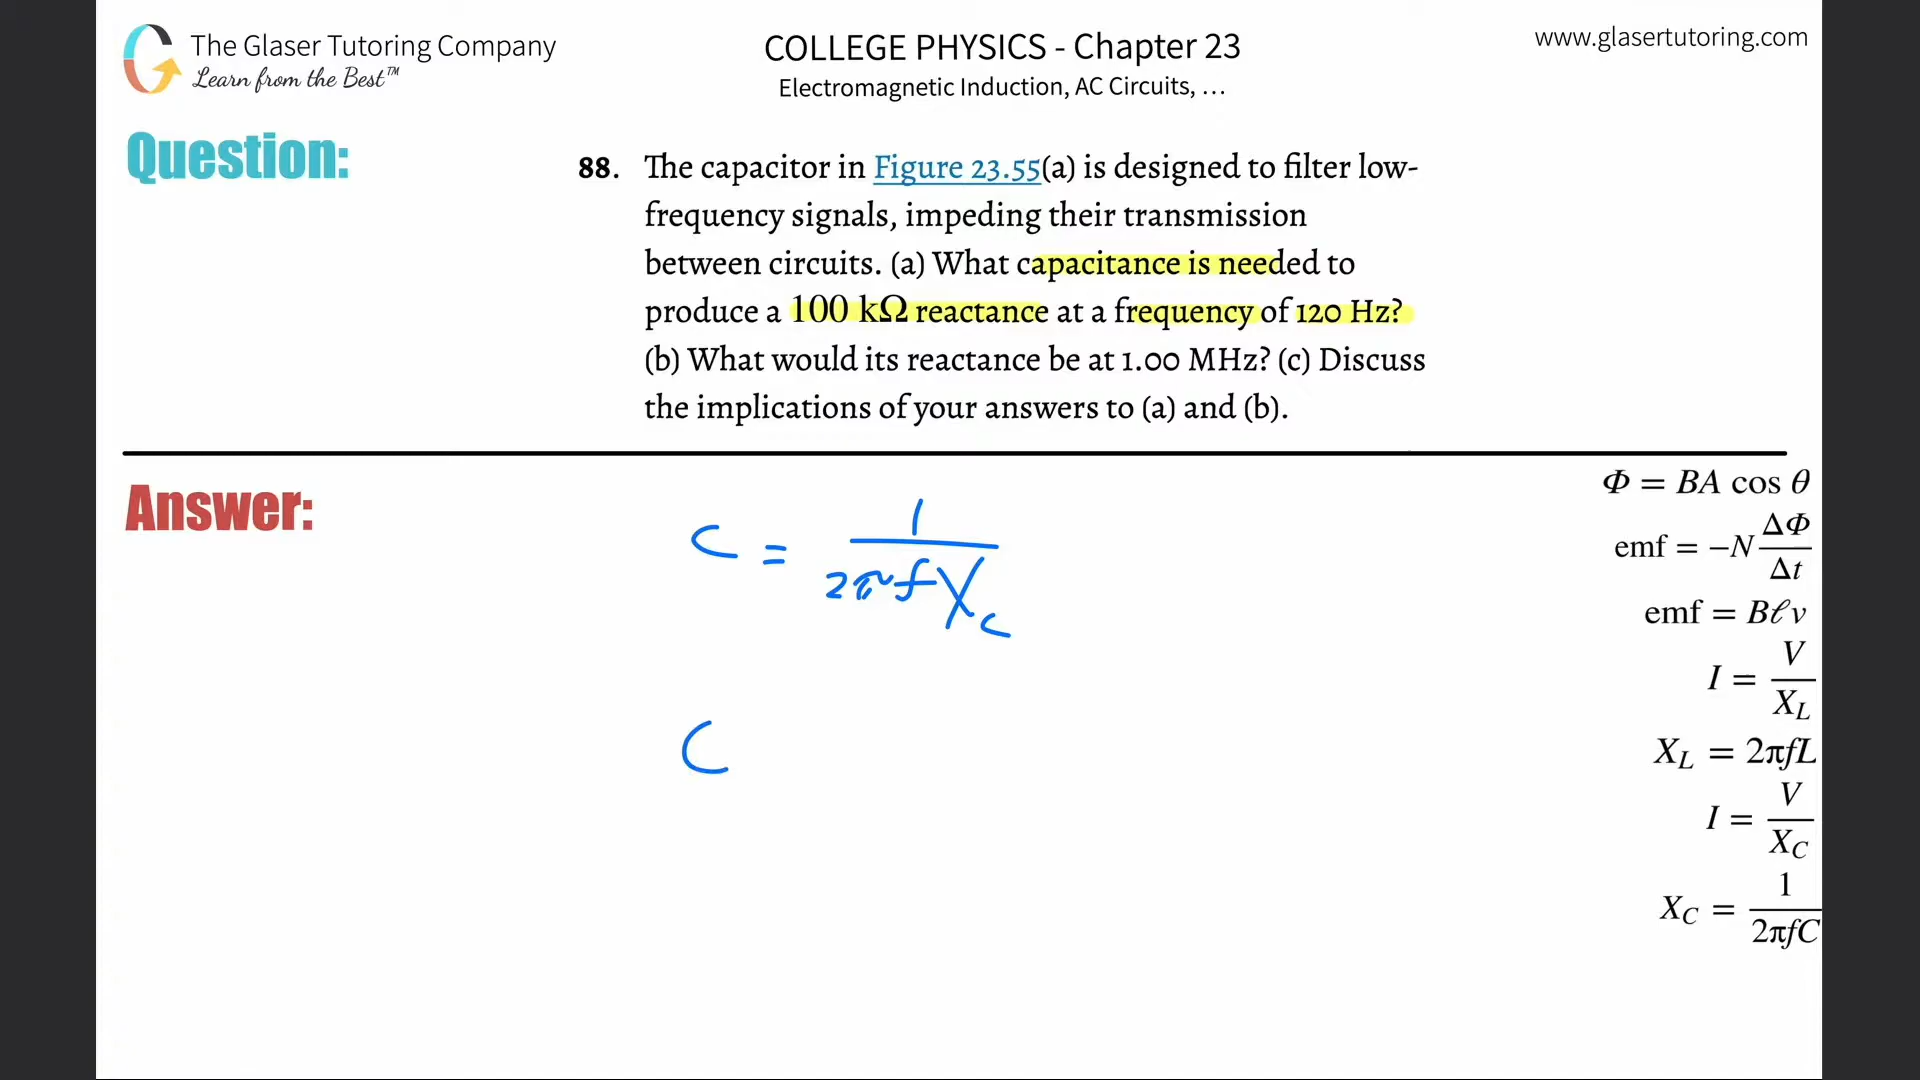 The Glaser Tutoring Company
Learn from the Best™
COLLEGE PHYSICS - Chapter 23
Electromagnetic Induction, AC Circuits, …
www.glasertutoring.com
Question:
88. The capacitor in Figure 23.55(a) is designed to filter low-
frequency signals, impeding their transmission
between circuits. (a) What capacitance is needed to
produce a 100 kΩ reactance at a frequency of 120 Hz?
(b) What would its reactance be at 1.00 MHz? (c) Discuss
the implications of your answers to (a) and (b).
Answer:
C = 1 / 2πfX_C
C
Φ = BA cos θ
emf = −N ΔΦ / Δt
emf = Bℓv
I = V / X_L
X_L = 2πfL
I = V / X_C
X_C = 1 / 2πfC